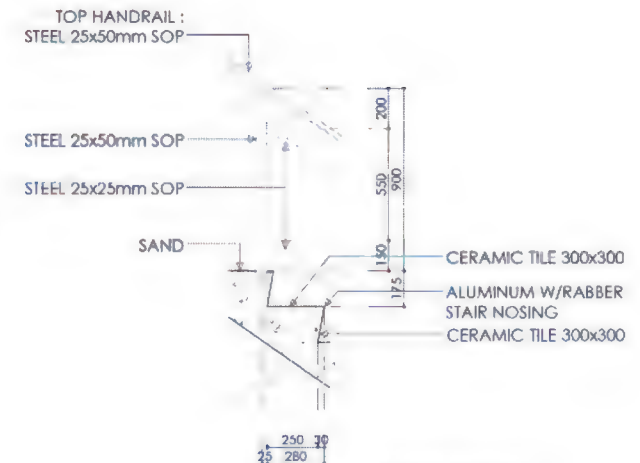 TOP HANDRAIL :
STEEL 25x50mm SOP
STEEL 25x50mm SOP
STEEL 25x25mm SOP
SAND
200
550
900
150
175
CERAMIC TILE 300x300
ALUMINUM W/RABBER
STAIR NOSING
CERAMIC TILE 300x300
250 30
25 280